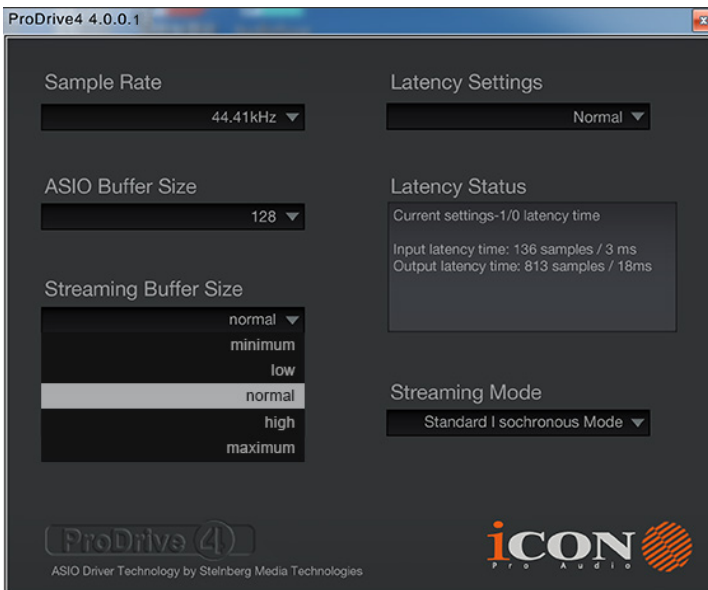 ProDrive4 4.0.0.1
x
Sample Rate
44.41kHz
ASIO Buffer Size
128
Streaming Buffer Size
normal
minimum
low
normal
high
maximum
Latency Settings
Normal
Latency Status
Current settings-1/0 latency time
Input latency time: 136 samples / 3 ms
Output latency time: 813 samples / 18ms
Streaming Mode
Standard I sochronous Mode
ProDrive 4
ASIO Driver Technology by Stelnberg Media Technologies
iCON
Pro Audio